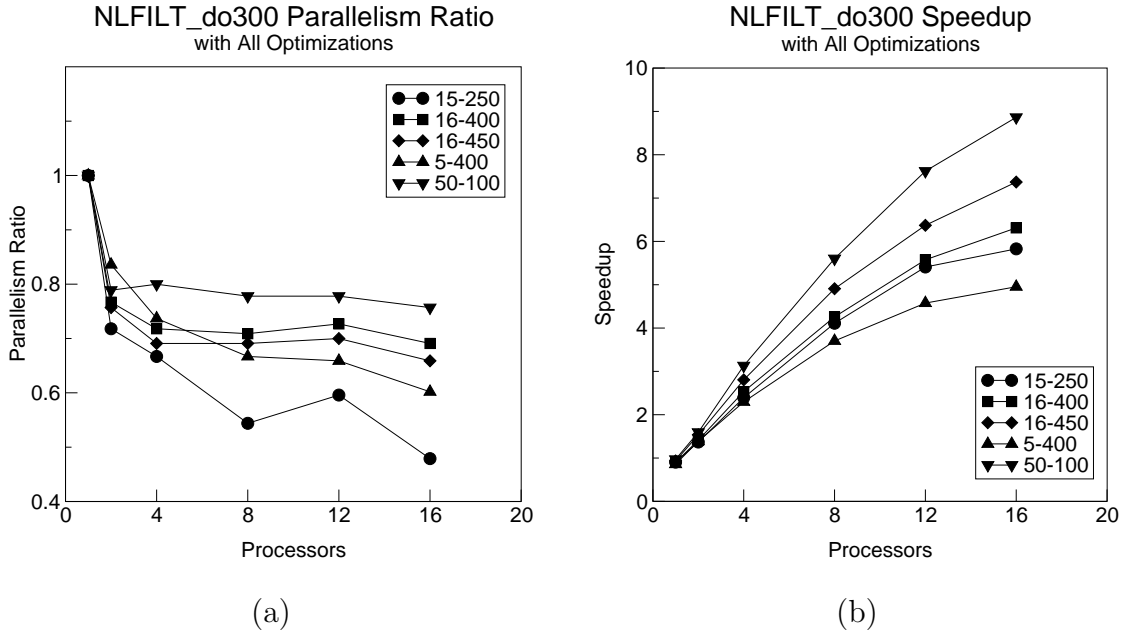 NLFILT_do300 Parallelism Ratio
with All Optimizations
15-250
16-400
16-450
5-400
50-100
1
0.8
0.6
0.4
Parallelism Ratio
0 4 8 12 16 20
Processors
(a)
NLFILT_do300 Speedup
with All Optimizations
10
8
6
4
2
0
Speedup
15-250
16-400
16-450
5-400
50-100
0 4 8 12 16 20
Processors
(b)